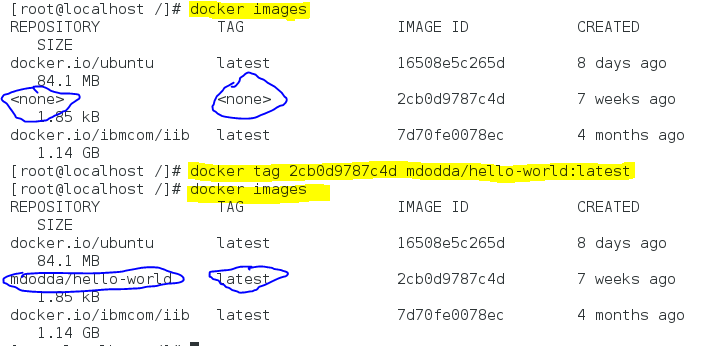 [root@localhost /]# docker images
REPOSITORY TAG IMAGE ID CREATED
SIZE
docker.io/ubuntu latest 16508e5c265d 8 days ago
84.1 MB
<none> <none> 2cb0d9787c4d 7 weeks ago
1.85 kB
docker.io/ibmcom/iib latest 7d70fe0078ec 4 months ago
1.14 GB
[root@localhost /]# docker tag 2cb0d9787c4d mdodda/hello-world:latest
[root@localhost /]# docker images
REPOSITORY TAG IMAGE ID CREATED
SIZE
docker.io/ubuntu latest 16508e5c265d 8 days ago
84.1 MB
mdodda/hello-world latest 2cb0d9787c4d 7 weeks ago
1.85 kB
docker.io/ibmcom/iib latest 7d70fe0078ec 4 months ago
1.14 GB